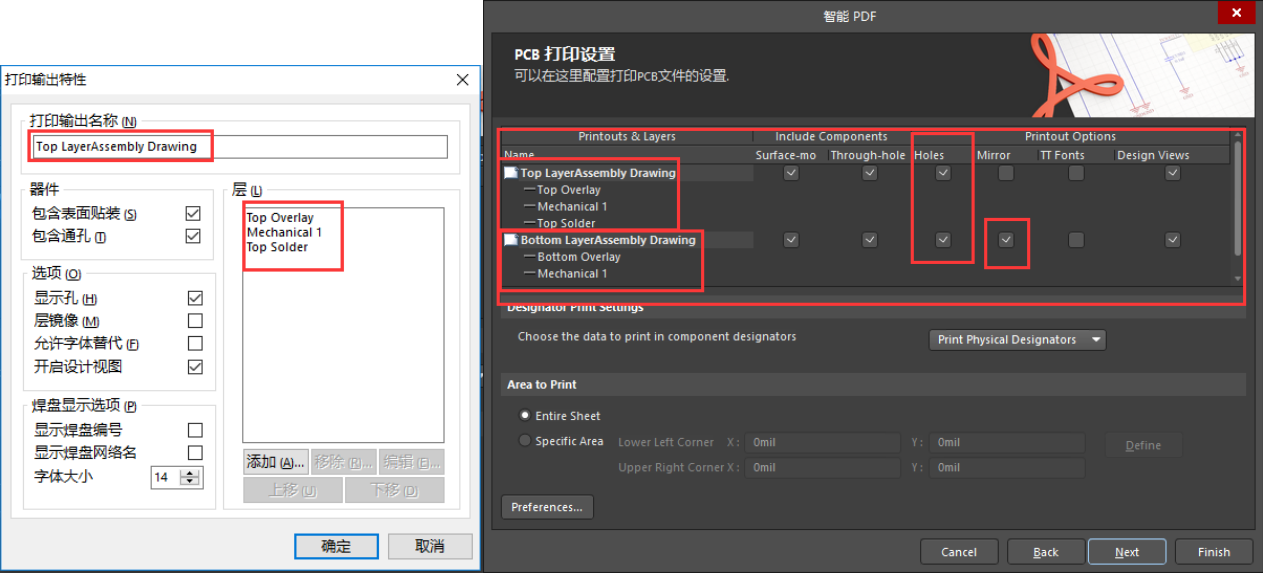 打印输出特性
打印输出名称 (N)
Top LayerAssembly Drawing
器件
包含表面贴装 (S)
包含通孔 (T)
选项 (O)
显示孔 (H)
层镜像 (M)
允许字体替代 (F)
开启设计视图
焊盘显示选项 (P)
显示焊盘编号
显示焊盘网络名
字体大小
14
层 (L)
Top Overlay
Mechanical 1
Top Solder
添加 (A)...
移除 (R)...
编辑 (E)...
上移 (U)
下移 (D)
确定
取消
智能 PDF
PCB 打印设置
可以在这里配置打印PCB文件的设置.
Printouts & Layers
Include Components
Printout Options
Name
Surface-mo
Through-hole
Holes
Mirror
TT Fonts
Design Views
Top LayerAssembly Drawing
Top Overlay
Mechanical 1
Top Solder
Bottom LayerAssembly Drawing
Bottom Overlay
Mechanical 1
Designator Print Settings
Choose the data to print in component designators
Print Physical Designators
Area to Print
Entire Sheet
Specific Area
Lower Left Corner X : 0mil Y : 0mil
Define
Upper Right Corner X : 0mil Y : 0mil
Preferences...
Cancel
Back
Next
Finish